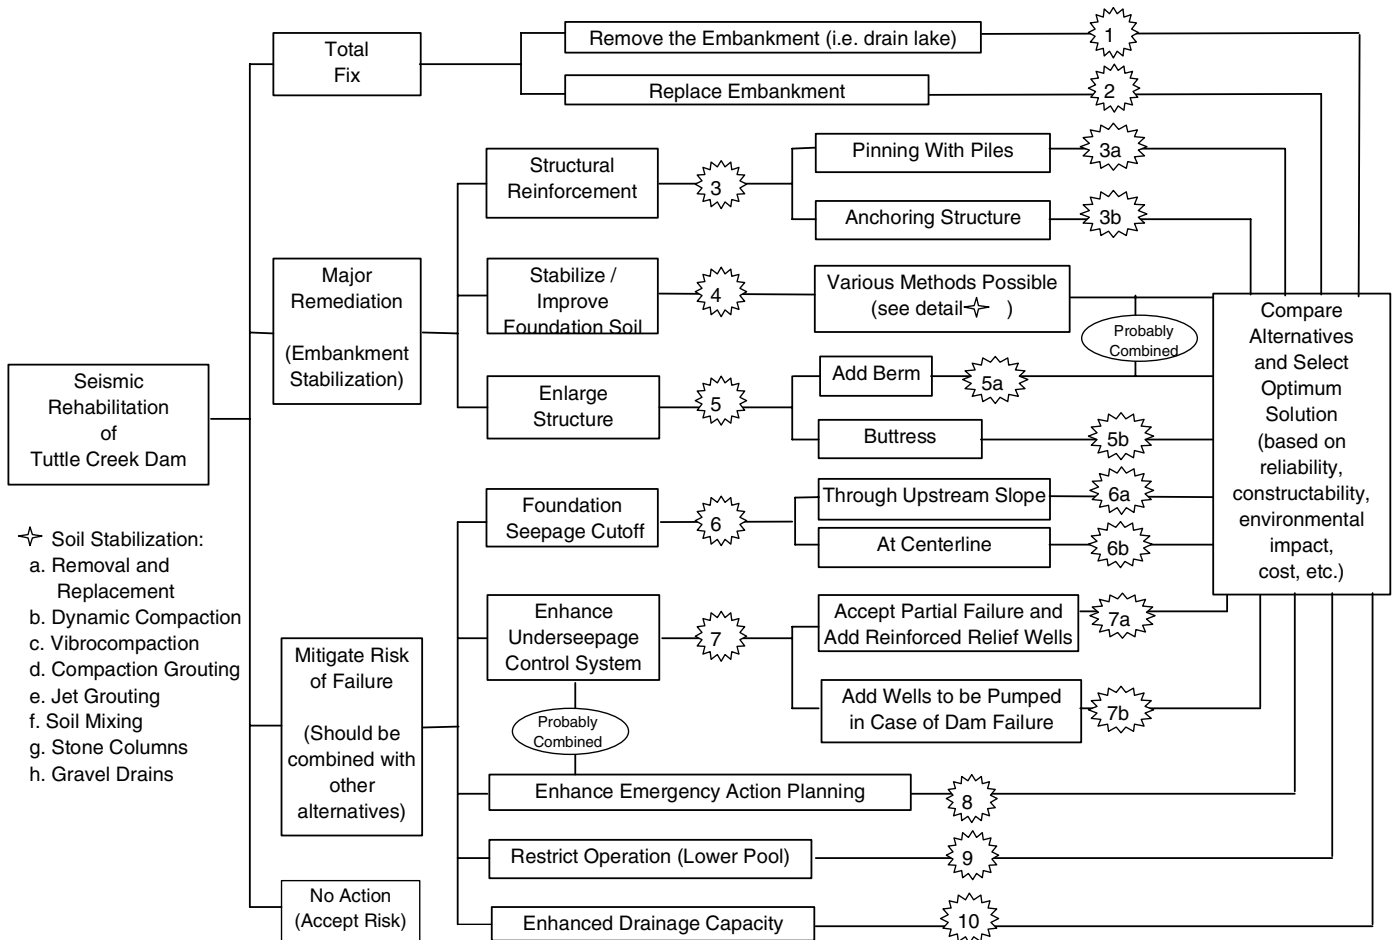 Seismic
Rehabilitation
of
Tuttle Creek Dam
Soil Stabilization:
a. Removal and
Replacement
b. Dynamic Compaction
c. Vibrocompaction
d. Compaction Grouting
e. Jet Grouting
f. Soil Mixing
g. Stone Columns
h. Gravel Drains
Total
Fix
Remove the Embankment (i.e. drain lake)
1
Replace Embankment
2
Major
Remediation
(Embankment
Stabilization)
Structural
Reinforcement
3
Pinning With Piles
3a
Anchoring Structure
3b
Stabilize /
Improve
Foundation Soil
4
Various Methods Possible
(see detail )
Probably
Combined
Enlarge
Structure
5
Add Berm
5a
Buttress
5b
Mitigate Risk
of Failure
(Should be
combined with
other
alternatives)
Foundation
Seepage Cutoff
6
Through Upstream Slope
6a
At Centerline
6b
Enhance
Underseepage
Control System
7
Accept Partial Failure and
Add Reinforced Relief Wells
7a
Add Wells to be Pumped
in Case of Dam Failure
7b
Probably
Combined
Enhance Emergency Action Planning
8
Restrict Operation (Lower Pool)
9
Enhanced Drainage Capacity
10
No Action
(Accept Risk)
Compare
Alternatives
and Select
Optimum
Solution
(based on
reliability,
constructability,
environmental
impact,
cost, etc.)